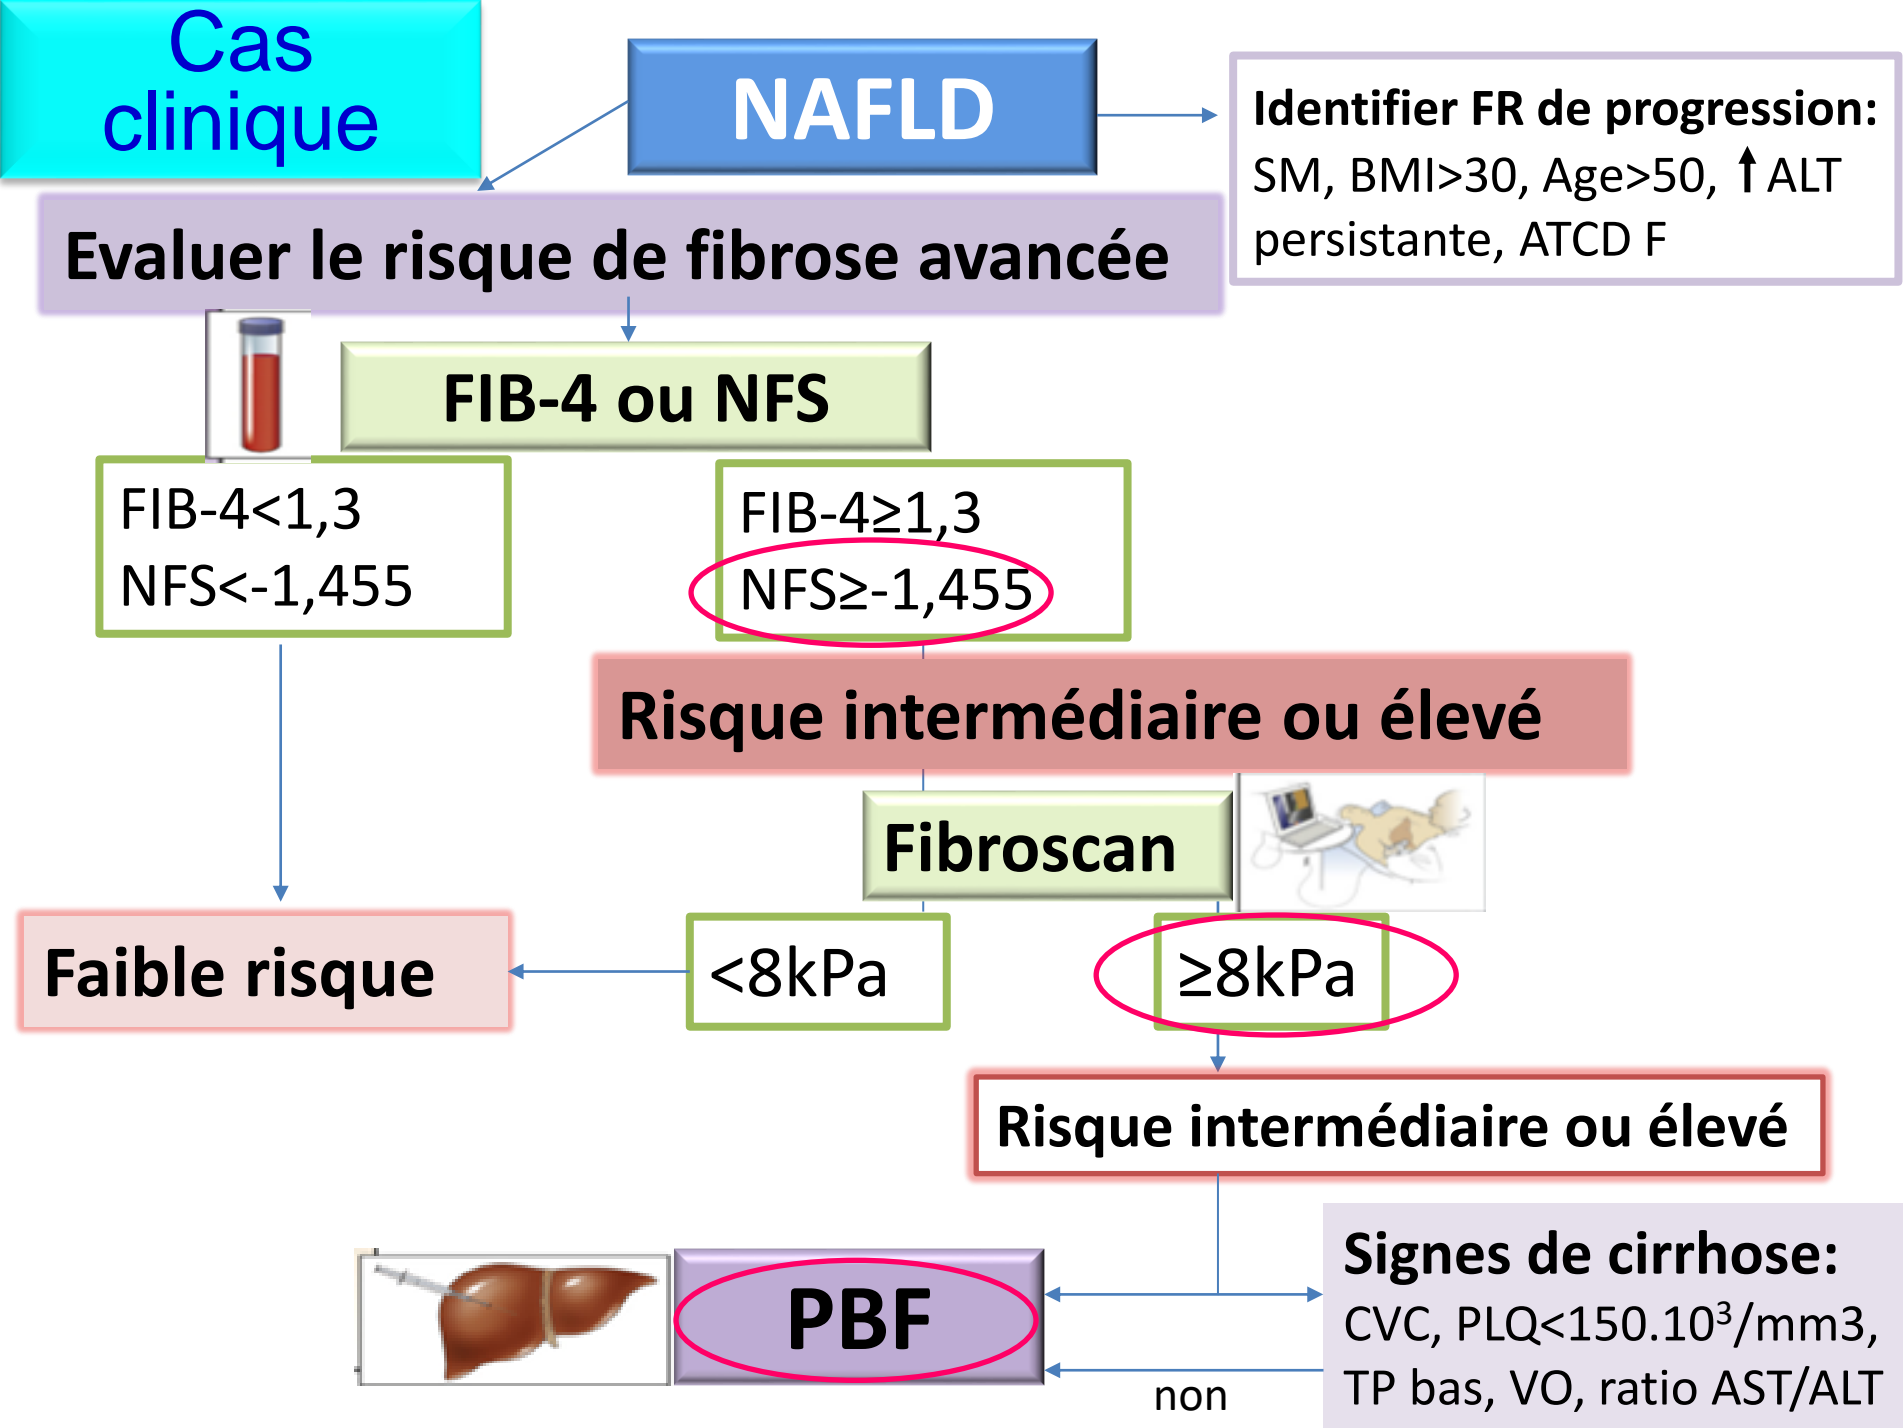 Cas
clinique
NAFLD
Identifier FR de progression:
SM, BMI>30, Age>50, ⬆ALT
persistante, ATCD F
Evaluer le risque de fibrose avancée
FIB-4 ou NFS
FIB-4<1,3
NFS<-1,455
FIB-4≥1,3
NFS≥-1,455
Risque intermédiaire ou élevé
Fibroscan
Faible risque
<8kPa
≥8kPa
Risque intermédiaire ou élevé
PBF
Signes de cirrhose:
CVC, PLQ<150.10³/mm3,
TP bas, VO, ratio AST/ALT
non